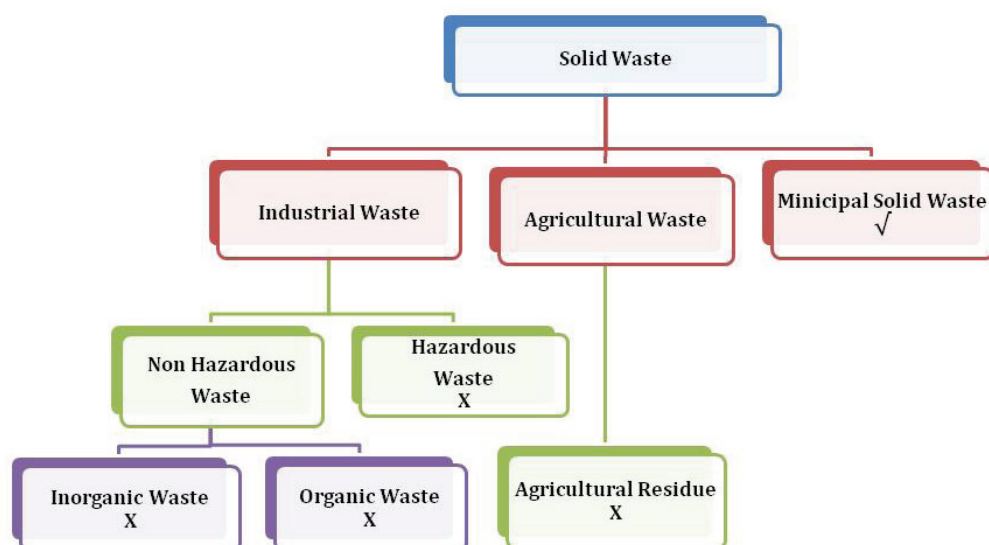 Solid Waste
Industrial Waste
Agricultural Waste
Minicipal Solid Waste
√
Non Hazardous
Waste
Hazardous
Waste
X
Inorganic Waste
X
Organic Waste
X
Agricultural Residue
X